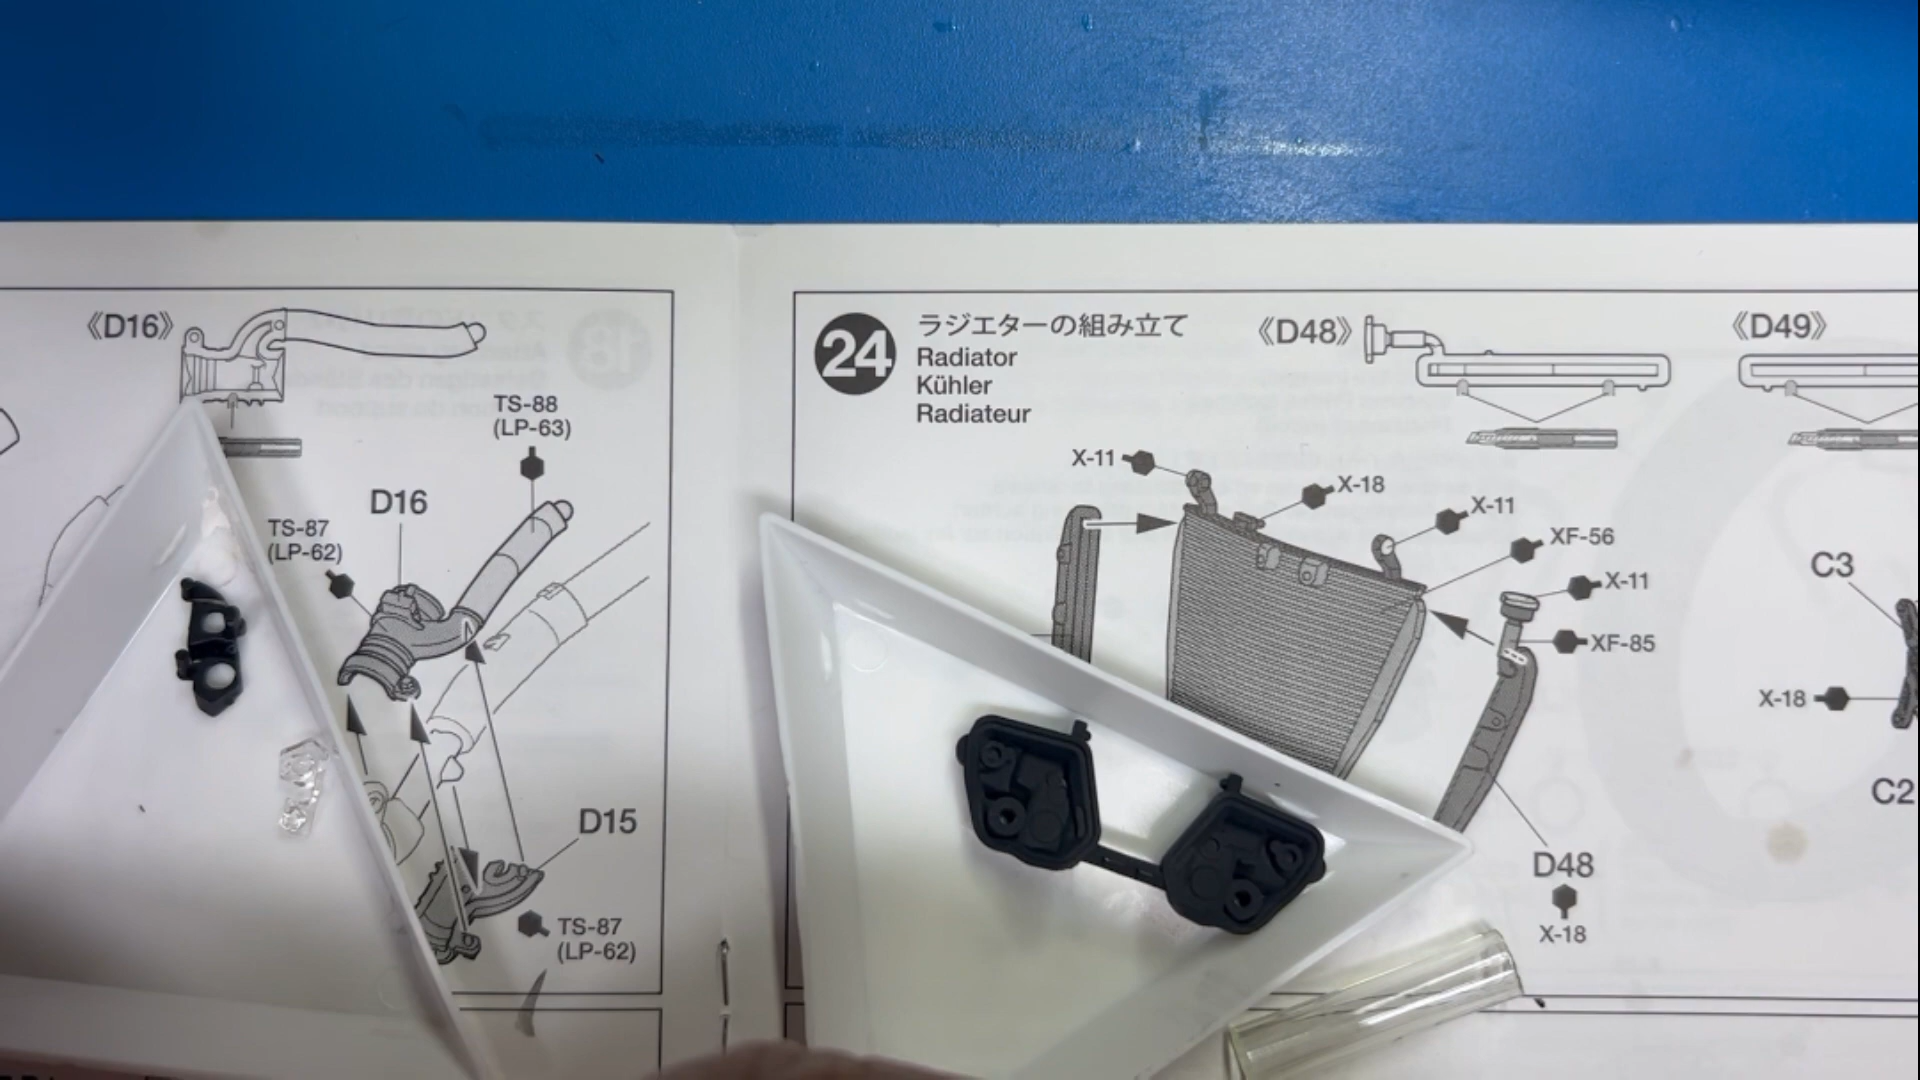 《D16》
TS-88
(LP-63)
D16
TS-87
(LP-62)
D15
TS-87
(LP-62)
24
ラジエターの組み立て
Radiator
Kühler
Radiateur
《D48》
《D49》
X-11
X-18
X-11
XF-56
X-11
XF-85
C3
X-18
C2
D48
X-18